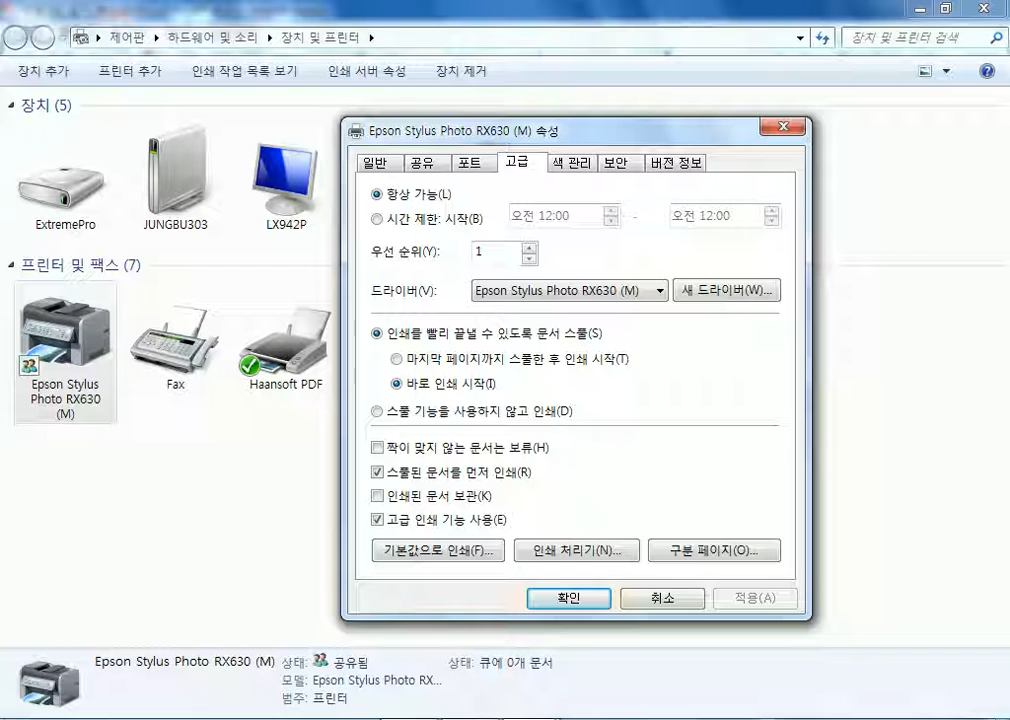 제어판 ▸ 하드웨어 및 소리 ▸ 장치 및 프린터 ▸
장치 및 프린터 검색
장치 추가 프린터 추가 인쇄 작업 목록 보기 인쇄 서버 속성 장치 제거
장치 (5)
ExtremePro
JUNGBU303
LX942P
프린터 및 팩스 (7)
Epson Stylus
Photo RX630
(M)
Fax
Haansoft PDF
Epson Stylus Photo RX630 (M) 속성
일반 공유 포트 고급 색 관리 보안 버전 정보
항상 가능(L)
시간 제한: 시작(B) 오전 12:00 - 오전 12:00
우선 순위(Y): 1
드라이버(V): Epson Stylus Photo RX630 (M) 새 드라이버(W)...
인쇄를 빨리 끝낼 수 있도록 문서 스풀(S)
마지막 페이지까지 스풀한 후 인쇄 시작(T)
바로 인쇄 시작(I)
스풀 기능을 사용하지 않고 인쇄(D)
짝이 맞지 않는 문서는 보류(H)
스풀된 문서를 먼저 인쇄(R)
인쇄된 문서 보관(K)
고급 인쇄 기능 사용(E)
기본값으로 인쇄(F)... 인쇄 처리기(N)... 구분 페이지(O)...
확인 취소 적용(A)
Epson Stylus Photo RX630 (M) 상태: 공유됨 상태: 큐에 0개 문서
모델: Epson Stylus Photo RX...
범주: 프린터